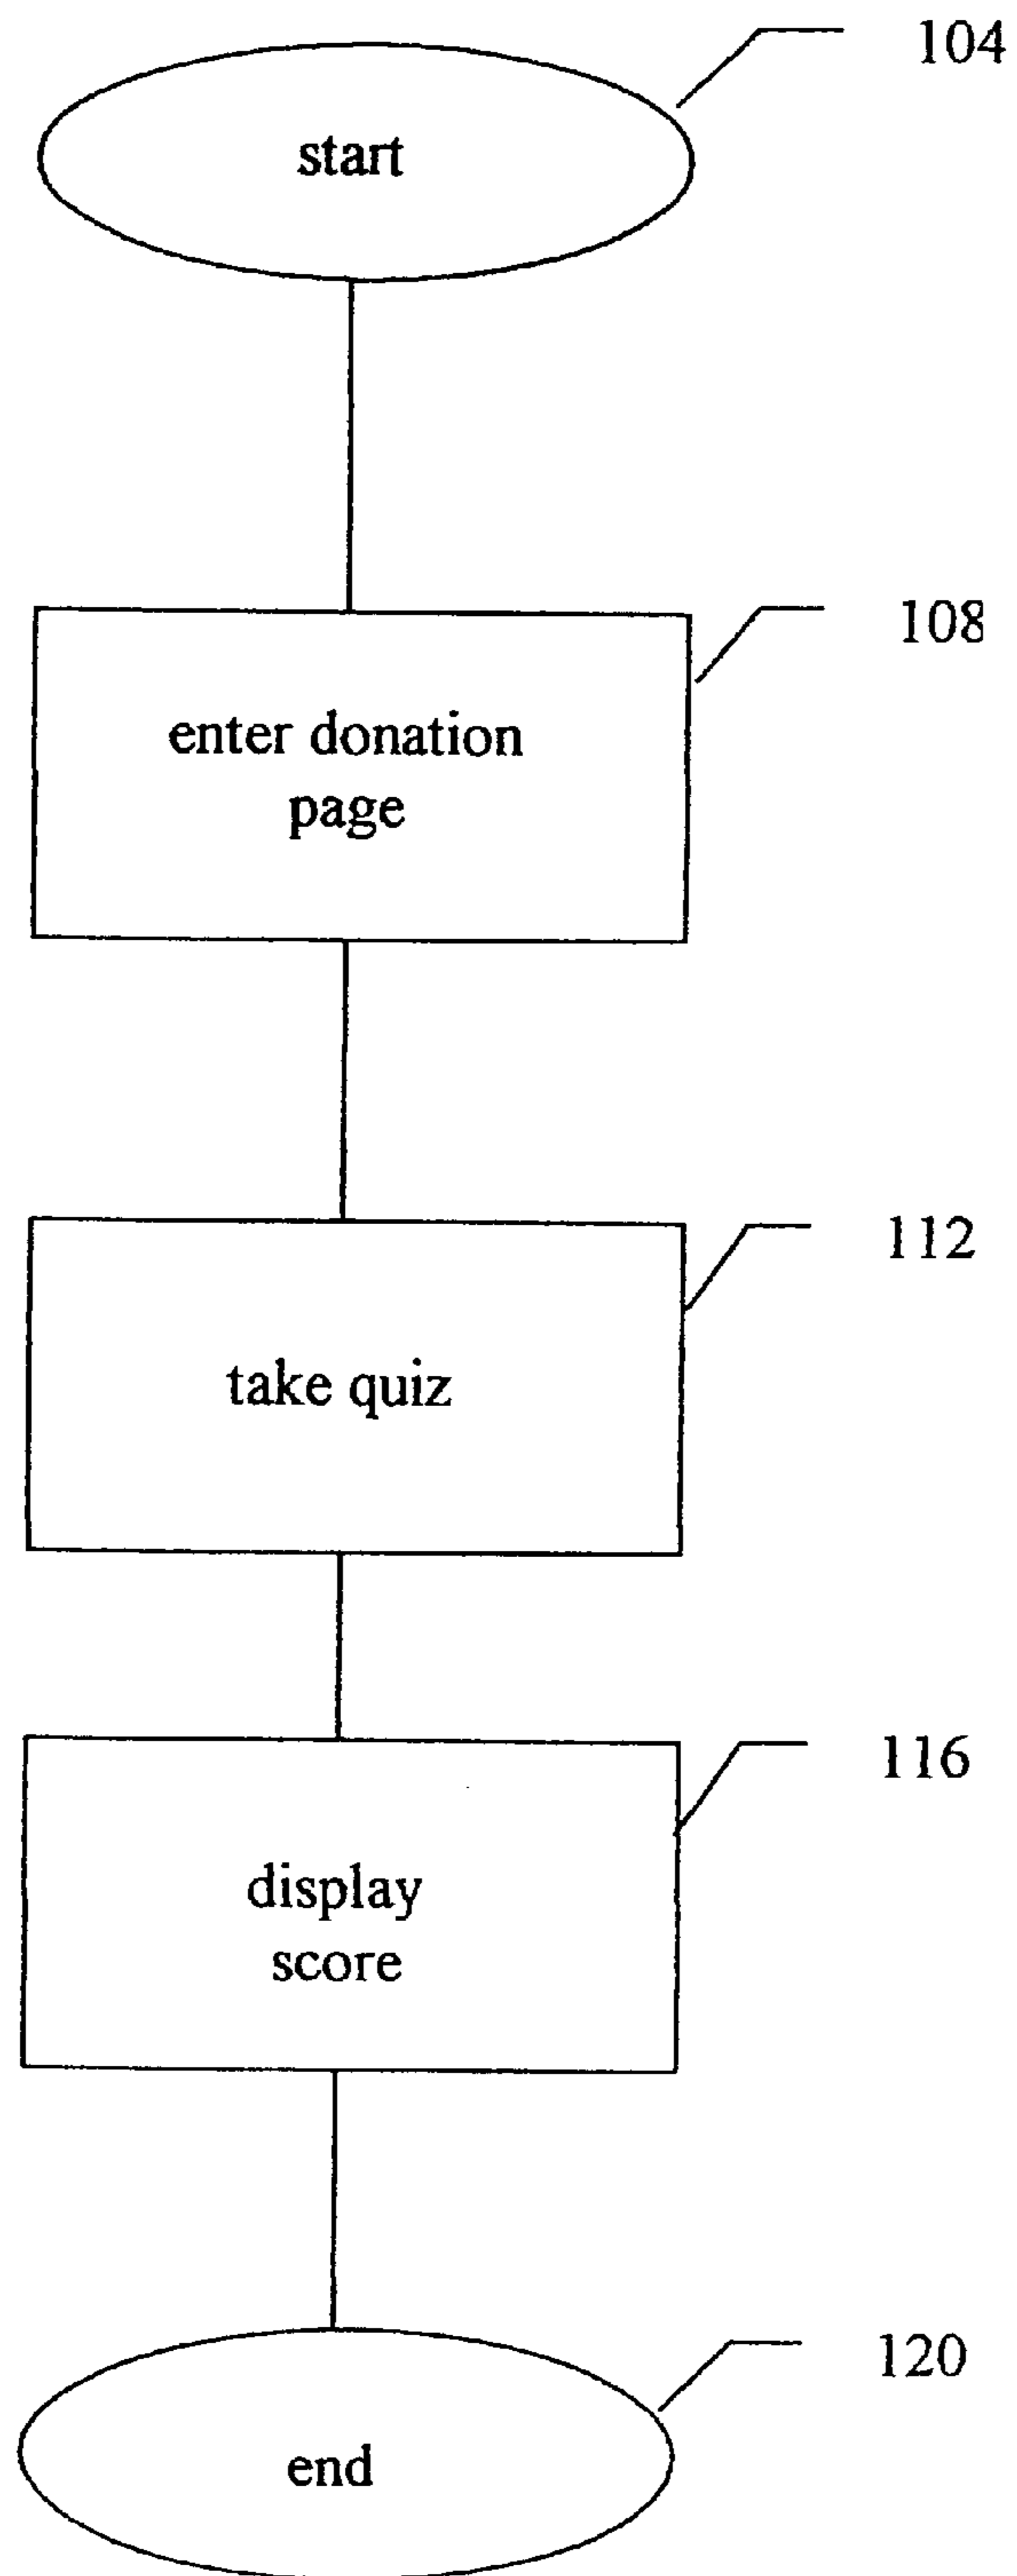 104
start
108
enter donation
page
112
take quiz
116
display
score
120
end